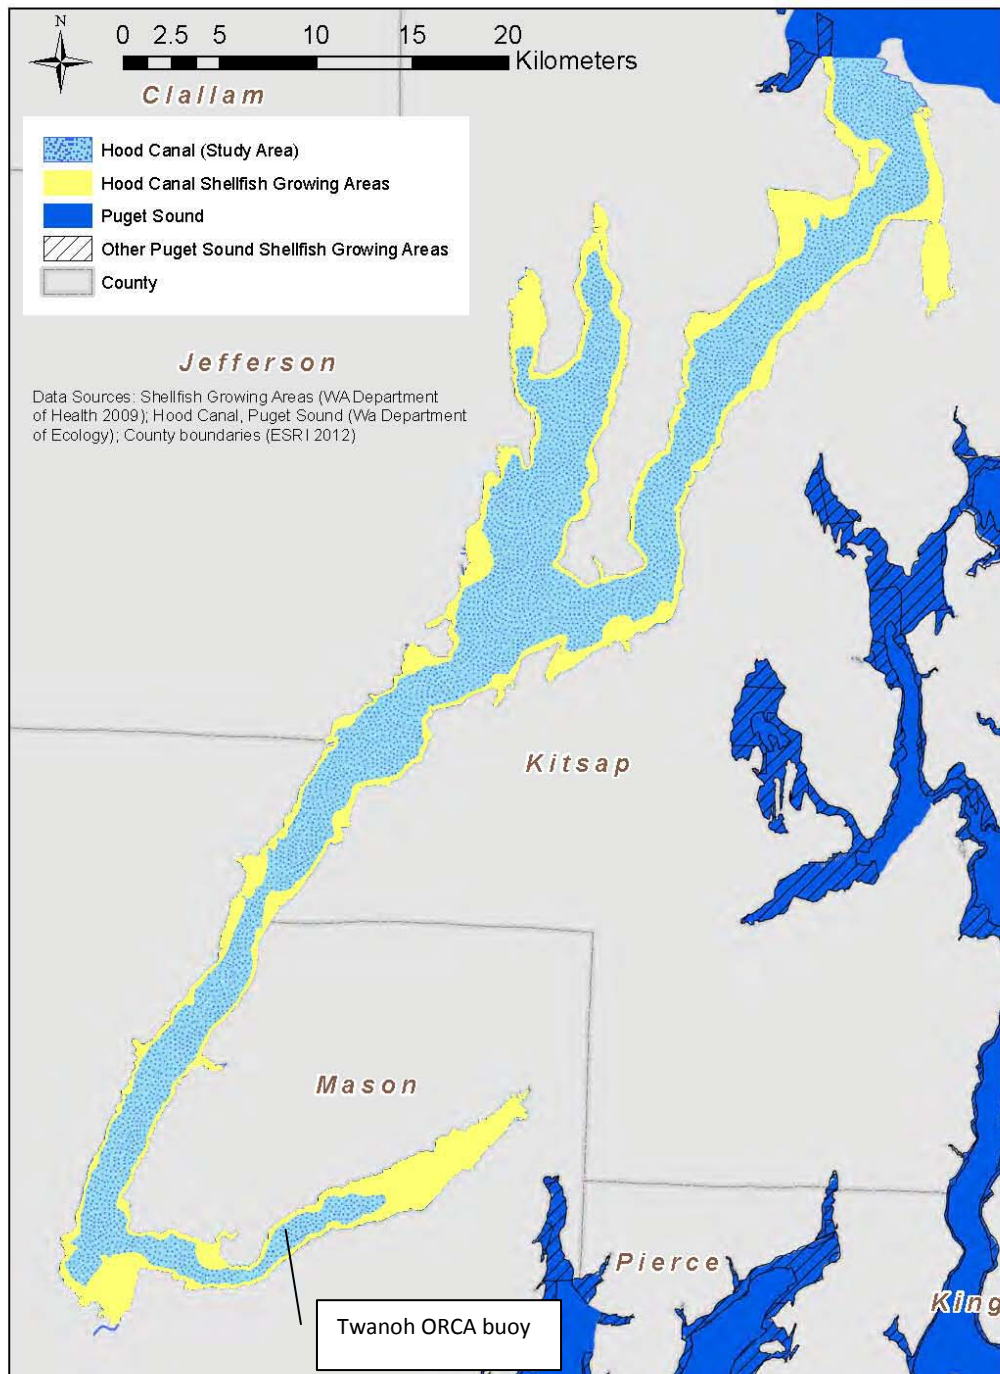 N
0 2.5 5 10 15 20
Kilometers
Clallam
Hood Canal (Study Area)
Hood Canal Shellfish Growing Areas
Puget Sound
Other Puget Sound Shellfish Growing Areas
County
Jefferson
Data Sources: Shellfish Growing Areas (WA Department
of Health 2009); Hood Canal, Puget Sound (Wa Department
of Ecology); County boundaries (ESRI 2012)
Kitsap
Mason
Pierce
King
Twanoh ORCA buoy